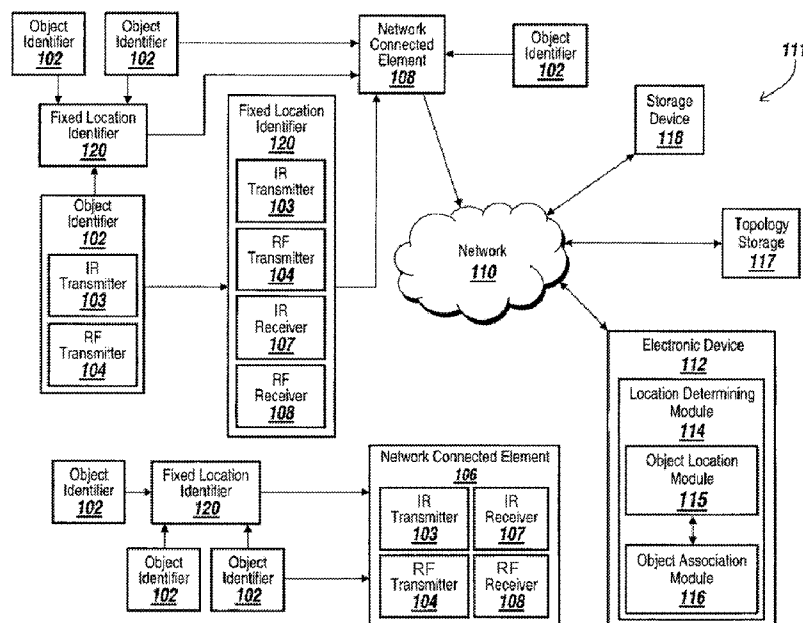 Object
Identifier
102
Object
Identifier
102
Network
Connected
Element
108
Object
Identifier
102
111
Fixed Location
Identifier
120
Fixed Location
Identifier
120
IR
Transmitter
103
RF
Transmitter
104
IR
Receiver
107
RF
Receiver
108
Object
Identifier
102
IR
Transmitter
103
RF
Transmitter
104
Network
110
Storage
Device
118
Topology
Storage
117
Electronic Device
112
Location Determining
Module
114
Object Location
Module
115
Object Association
Module
116
Object
Identifier
102
Fixed Location
Identifier
120
Object
Identifier
102
Object
Identifier
102
Network Connected Element
106
IR
Transmitter
103
IR
Receiver
107
RF
Transmitter
104
RF
Receiver
108